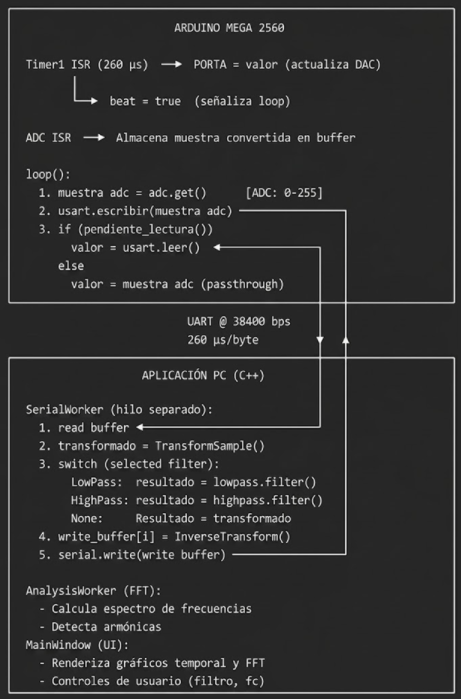 ARDUINO MEGA 2560
Timer1 ISR (260 µs) → PORTA = valor (actualiza DAC)
beat = true (señaliza loop)
ADC ISR → Almacena muestra convertida en buffer
loop():
1. muestra adc = adc.get() [ADC: 0-255]
2. usart.escribir(muestra adc)
3. if (pendiente_lectura())
valor = usart.leer()
else
valor = muestra adc (passthrough)
UART @ 38400 bps
260 µs/byte
APLICACIÓN PC (C++)
SerialWorker (hilo separado):
1. read buffer
2. transformado = TransformSample()
3. switch (selected filter):
LowPass: resultado = lowpass.filter()
HighPass: resultado = highpass.filter()
None: Resultado = transformado
4. write_buffer[i] = InverseTransform()
5. serial.write(write buffer)
AnalysisWorker (FFT):
- Calcula espectro de frecuencias
- Detecta armónicas
MainWindow (UI):
- Renderiza gráficos temporal y FFT
- Controles de usuario (filtro, fc)